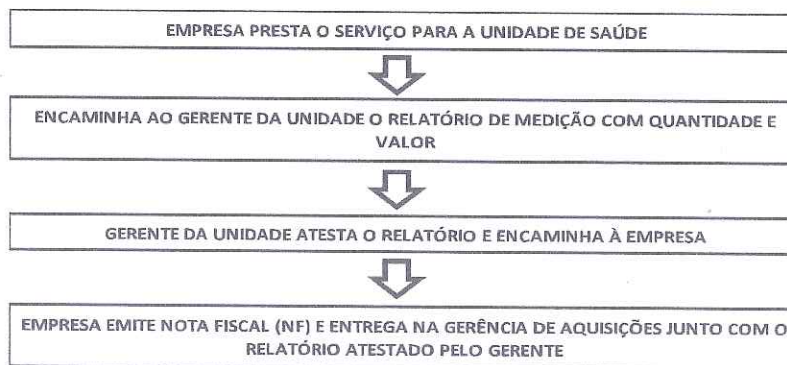 EMPRESA PRESTA O SERVIÇO PARA A UNIDADE DE SAÚDE
ENCAMINHA AO GERENTE DA UNIDADE O RELATÓRIO DE MEDIÇÃO COM QUANTIDADE E
VALOR
GERENTE DA UNIDADE ATESTA O RELATÓRIO E ENCAMINHA À EMPRESA
EMPRESA EMITE NOTA FISCAL (NF) E ENTREGA NA GERÊNCIA DE AQUISIÇÕES JUNTO COM O
RELATÓRIO ATESTADO PELO GERENTE